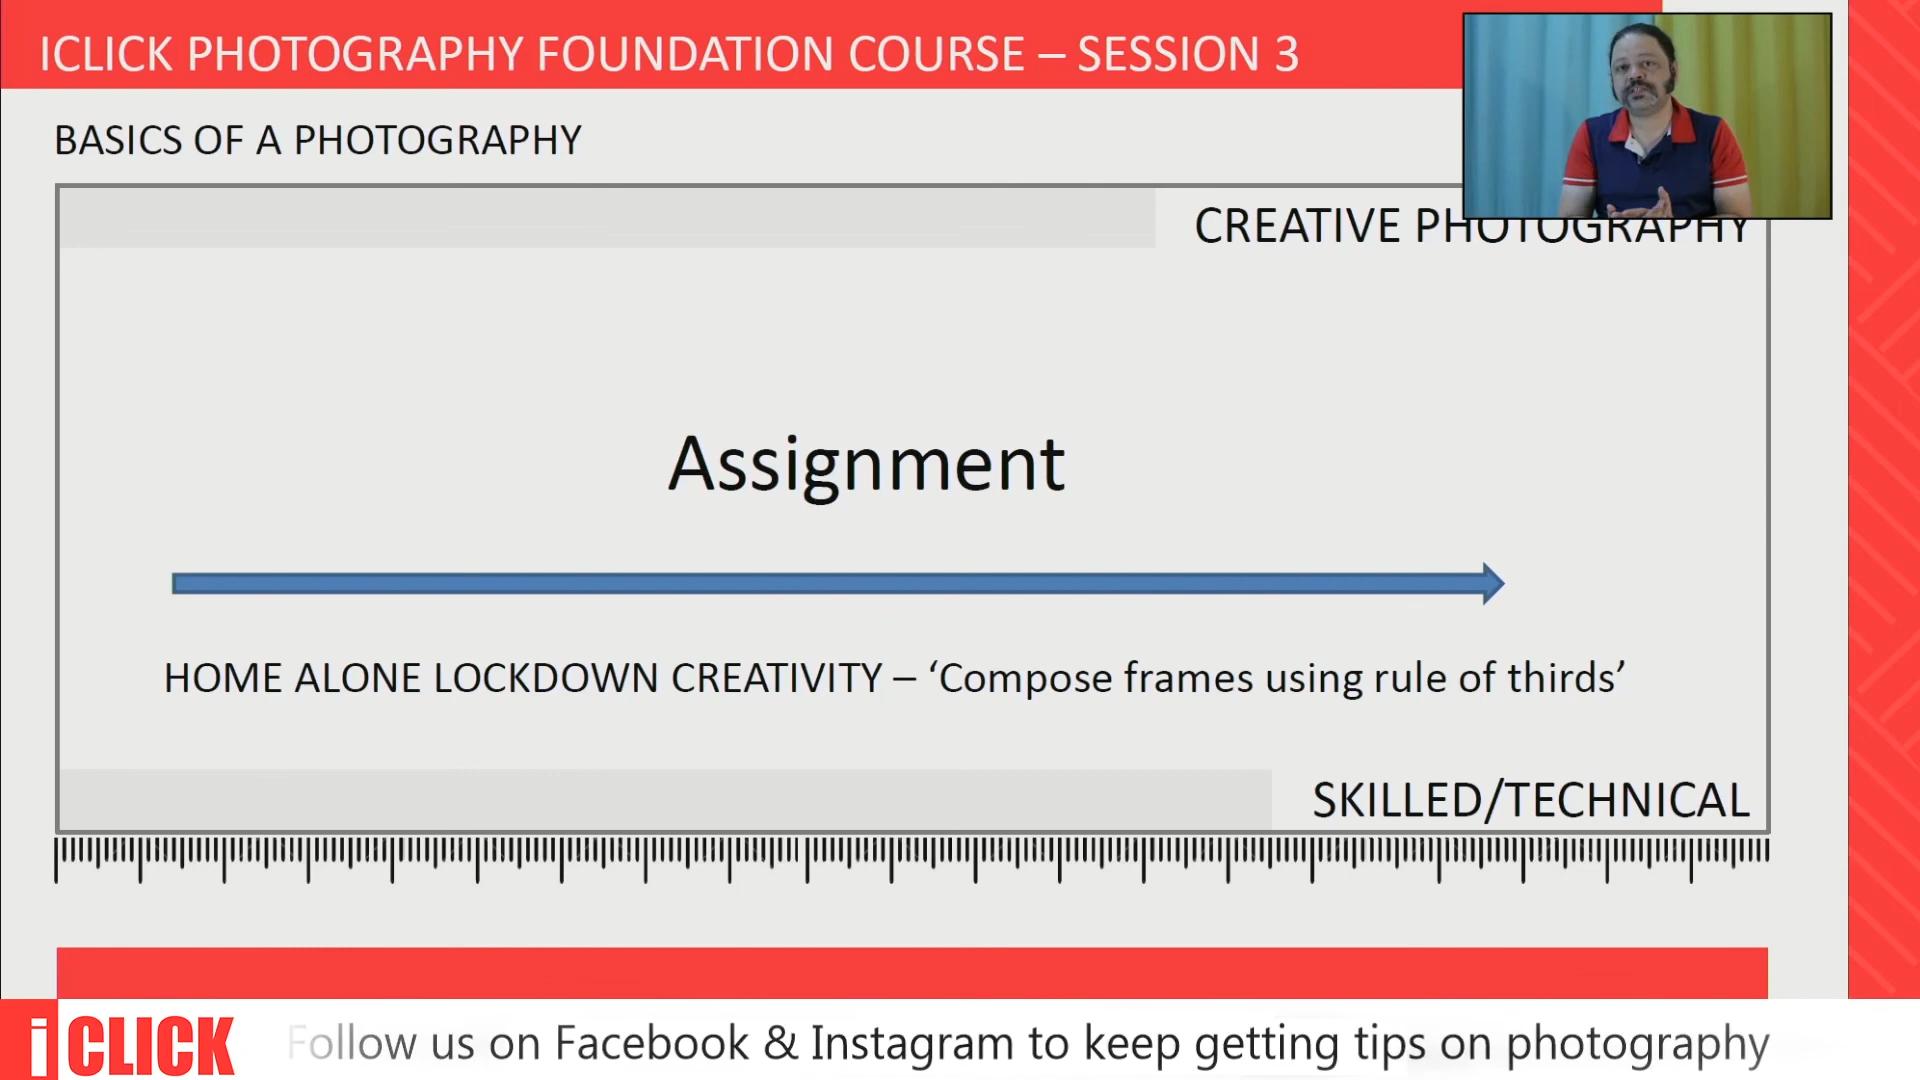 ICLICK PHOTOGRAPHY FOUNDATION COURSE – SESSION 3
BASICS OF A PHOTOGRAPHY
CREATIVE PHOTOGRAPHY
Assignment
HOME ALONE LOCKDOWN CREATIVITY – ‘Compose frames using rule of thirds’
SKILLED/TECHNICAL
iCLICK
Follow us on Facebook & Instagram to keep getting tips on photography